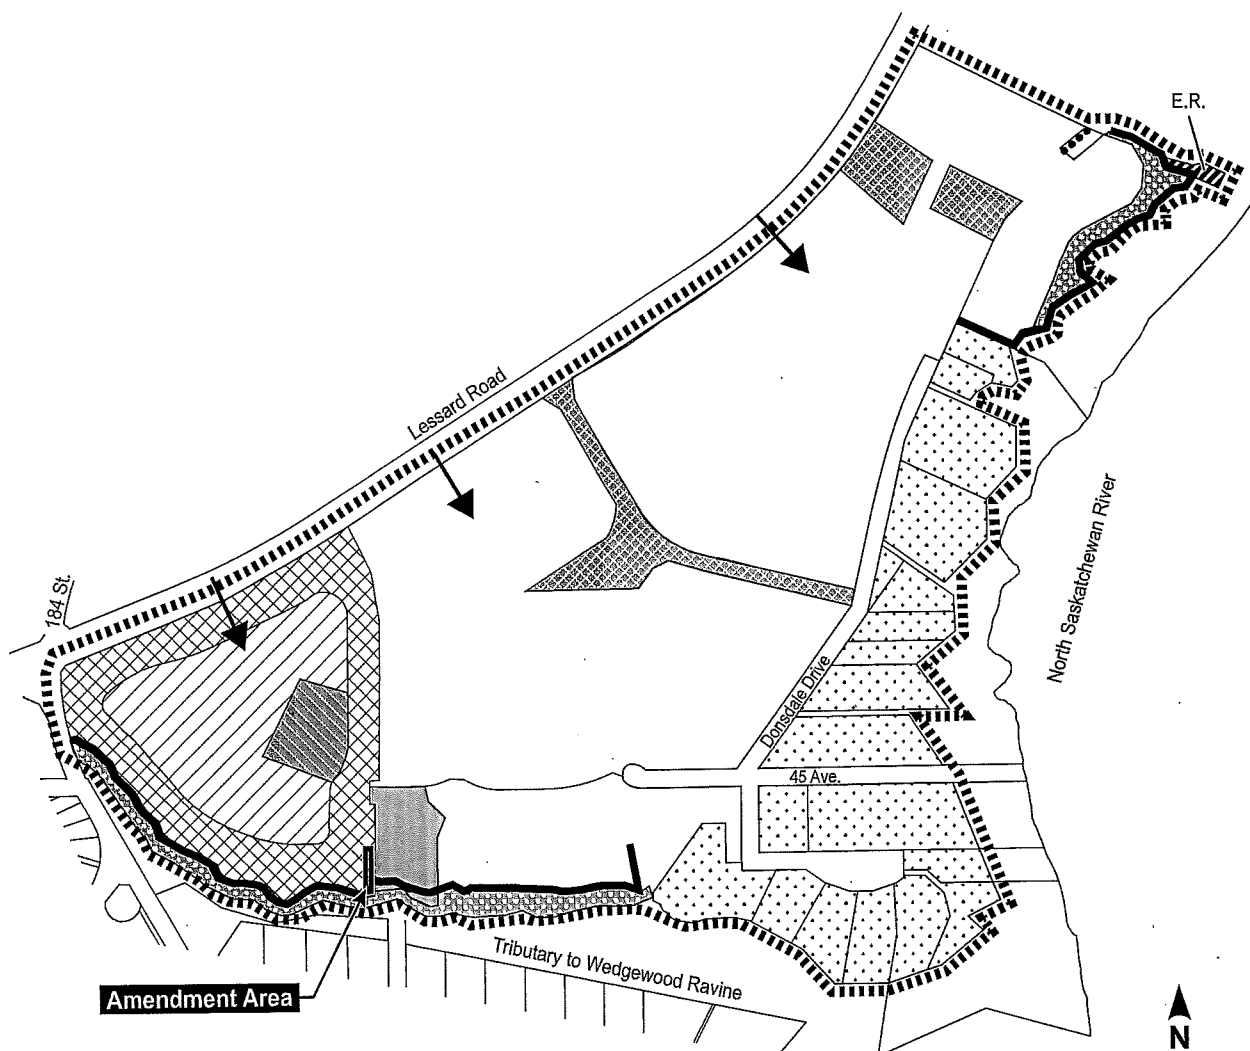 E.R.
Lessard Road
184 St.
North Saskatchewan River
Donsdale Drive
45 Ave.
Tributary to Wedgewood Ravine
Amendment Area
N